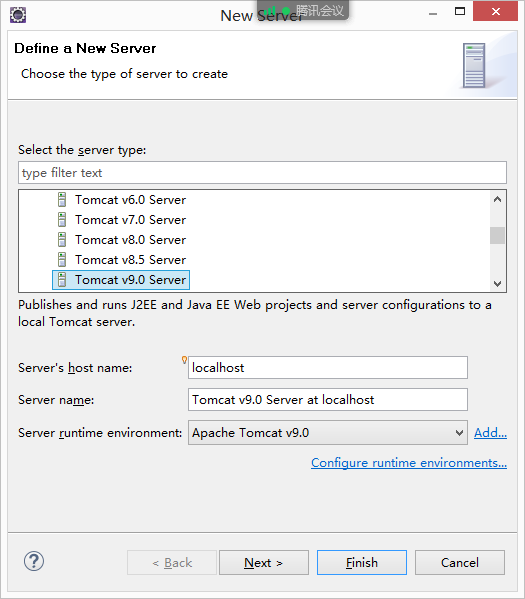 New Server
腾讯会议
Define a New Server
Choose the type of server to create
Select the server type:
type filter text
Tomcat v6.0 Server
Tomcat v7.0 Server
Tomcat v8.0 Server
Tomcat v8.5 Server
Tomcat v9.0 Server
Publishes and runs J2EE and Java EE Web projects and server configurations to a
local Tomcat server.
Server's host name: localhost
Server name: Tomcat v9.0 Server at localhost
Server runtime environment: Apache Tomcat v9.0 Add...
Configure runtime environments...
? < Back Next > Finish Cancel